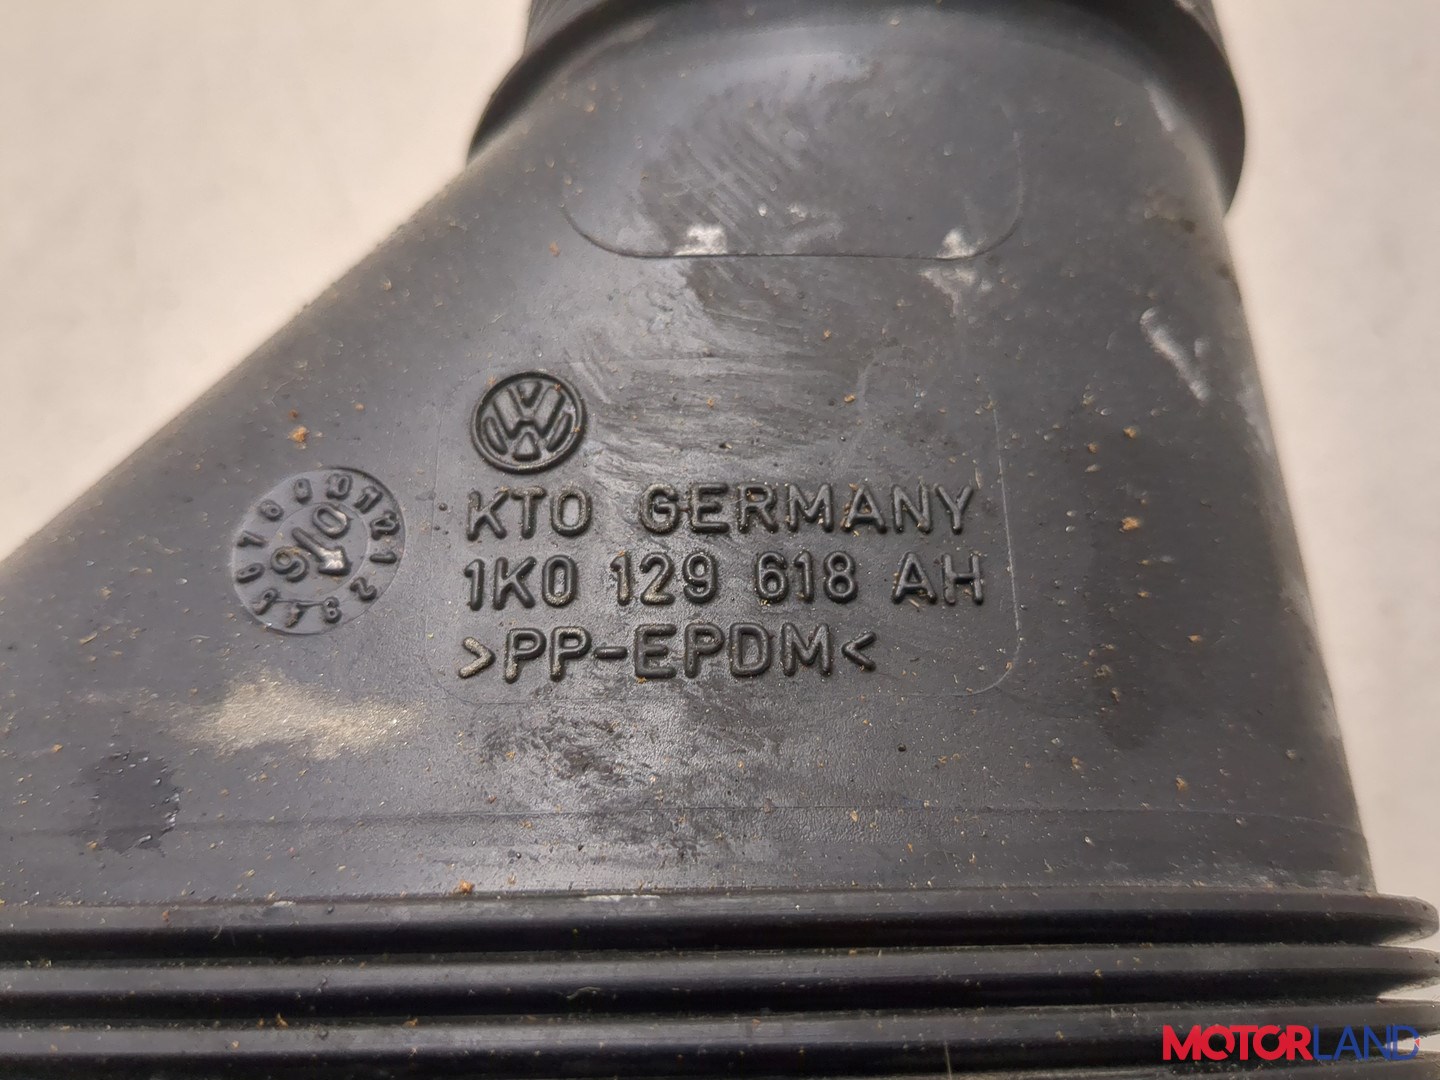 KTO GERMANY
1K0 129 618 AH
>PP-EPDM<
MOTORLAND